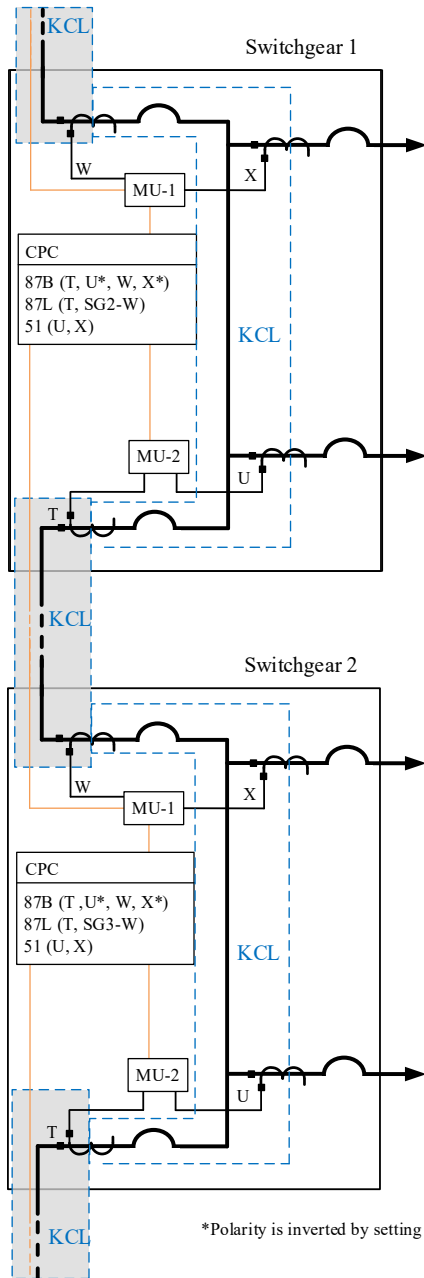 KCL
Switchgear 1
W
MU-1
X
CPC
87B (T, U*, W, X*)
87L (T, SG2-W)
51 (U, X)
KCL
MU-2
U
T
KCL
Switchgear 2
W
MU-1
X
CPC
87B (T ,U*, W, X*)
87L (T, SG3-W)
51 (U, X)
KCL
MU-2
U
T
KCL
*Polarity is inverted by setting